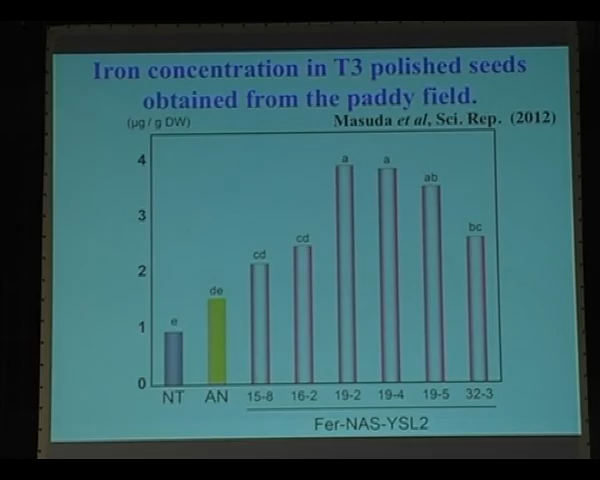 Iron concentration in T3 polished seeds
obtained from the paddy field.
(µg / g DW)
Masuda et al, Sci. Rep. (2012)
4
3
2
1
0
e
de
cd
cd
a
a
ab
bc
NT AN 15-8 16-2 19-2 19-4 19-5 32-3
Fer-NAS-YSL2